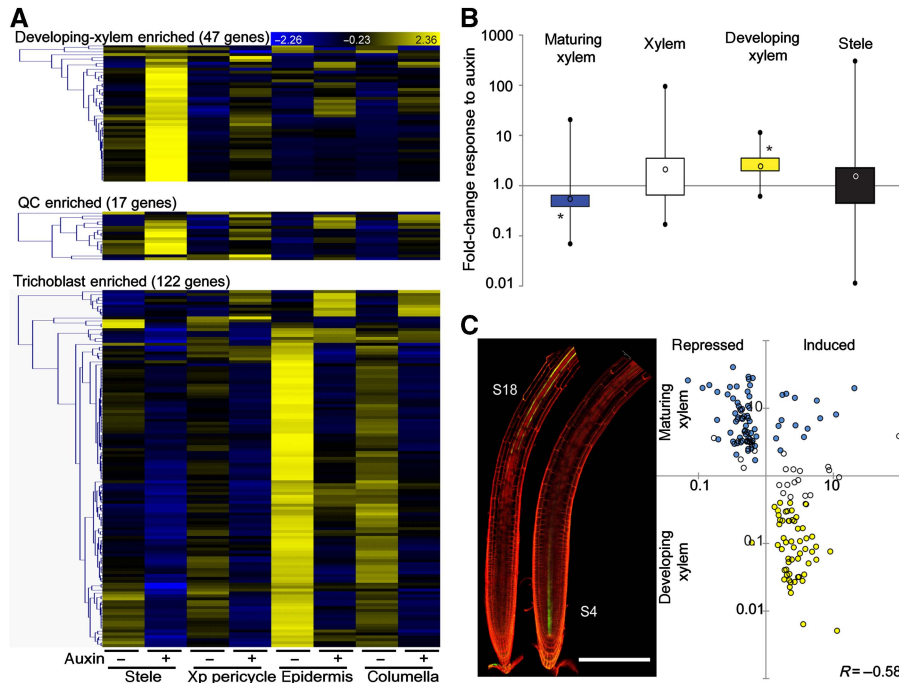 A
Developing-xylem enriched (47 genes)
−2.26 −0.23 2.36
QC enriched (17 genes)
Trichoblast enriched (122 genes)
Auxin − + − + − + − +
Stele Xp pericycle Epidermis Columella
B
Fold-change response to auxin
1000
100
10
1.0
0.1
0.01
Maturing xylem
Xylem
Developing xylem
Stele
*
*
C
S18
S4
Repressed Induced
Maturing xylem
Developing xylem
0.1 10
0.1
0.01
R= −0.58